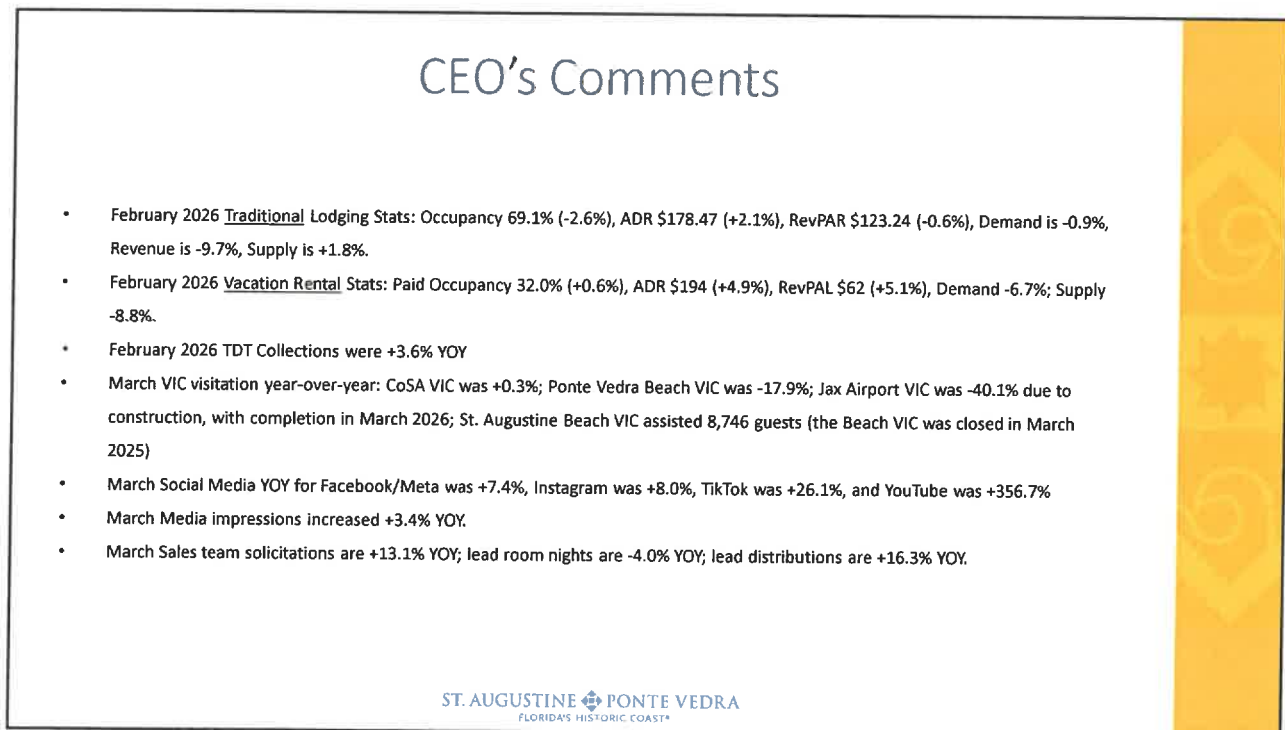 CEO's Comments
• February 2026 Traditional Lodging Stats: Occupancy 69.1% (-2.6%), ADR $178.47 (+2.1%), RevPAR $123.24 (-0.6%), Demand is -0.9%,
Revenue is -9.7%, Supply is +1.8%.
• February 2026 Vacation Rental Stats: Paid Occupancy 32.0% (+0.6%), ADR $194 (+4.9%), RevPAL $62 (+5.1%), Demand -6.7%; Supply
-8.8%.
• February 2026 TDT Collections were +3.6% YOY
• March VIC visitation year-over-year: CoSA VIC was +0.3%; Ponte Vedra Beach VIC was -17.9%; Jax Airport VIC was -40.1% due to
construction, with completion in March 2026; St. Augustine Beach VIC assisted 8,746 guests (the Beach VIC was closed in March
2025)
• March Social Media YOY for Facebook/Meta was +7.4%, Instagram was +8.0%, TikTok was +26.1%, and YouTube was +356.7%
• March Media impressions increased +3.4% YOY.
• March Sales team solicitations are +13.1% YOY; lead room nights are -4.0% YOY; lead distributions are +16.3% YOY.
ST. AUGUSTINE PONTE VEDRA
FLORIDA'S HISTORIC COAST®